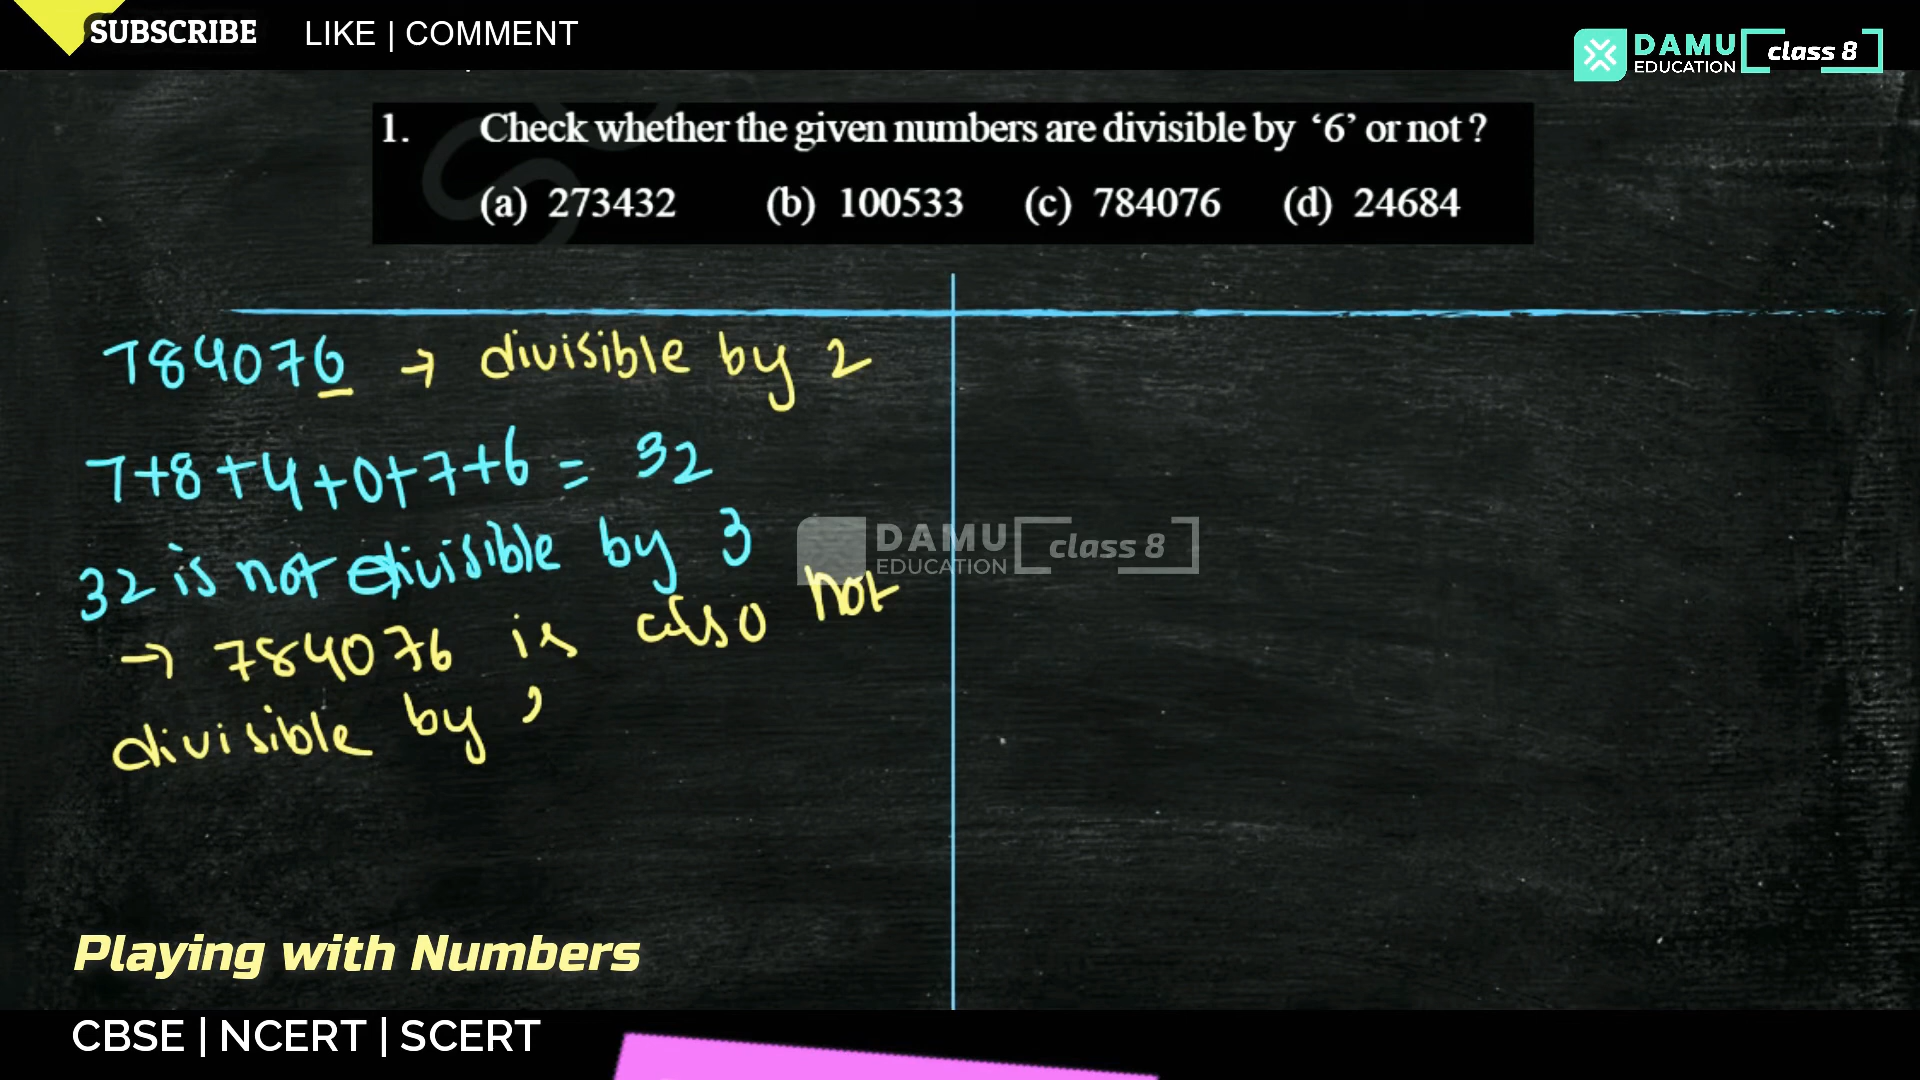 SUBSCRIBE LIKE | COMMENT
DAMU EDUCATION class 8
1. Check whether the given numbers are divisible by ‘6’ or not ?
(a) 273432 (b) 100533 (c) 784076 (d) 24684
784076 → divisible by 2
7+8+4+0+7+6 = 32
32 is not divisible by 3
→ 784076 is also not
divisible by
DAMU EDUCATION class 8
Playing with Numbers
CBSE | NCERT | SCERT